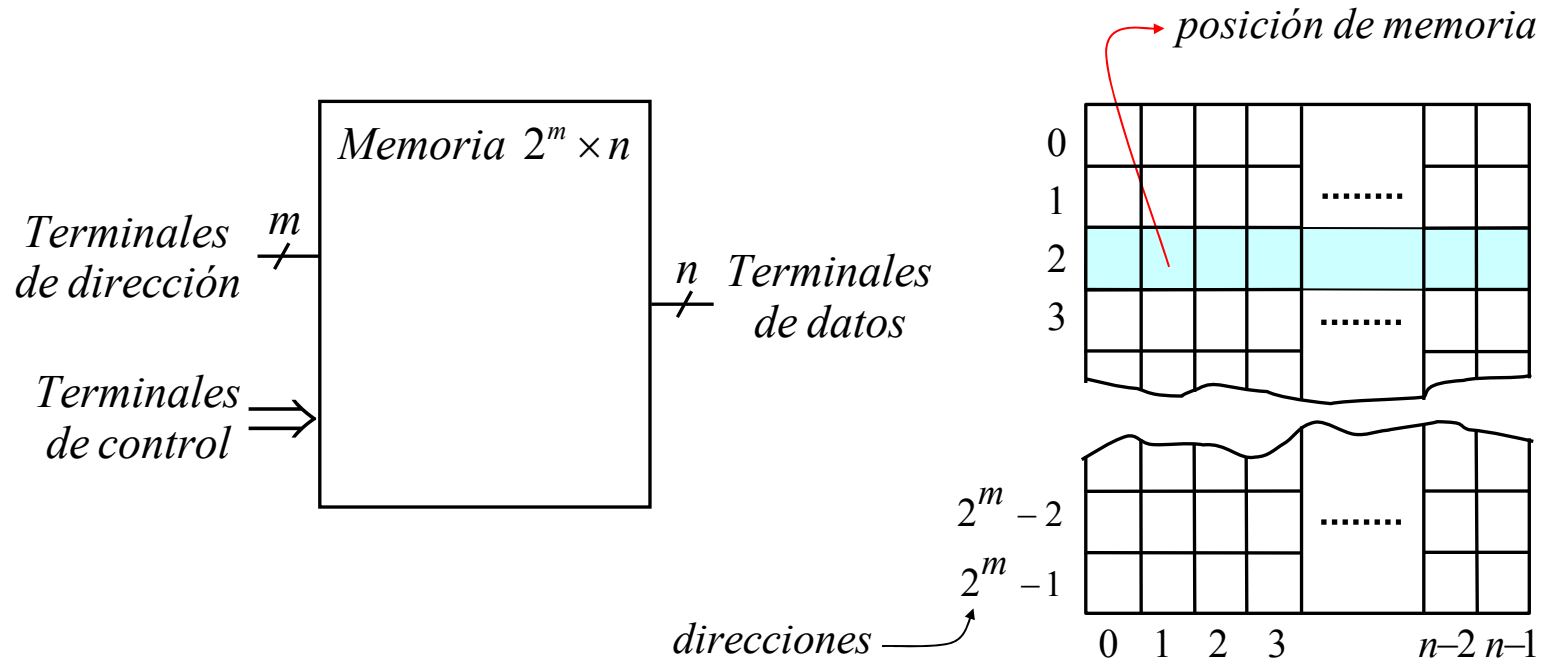 posición de memoria
Memoria 2^m × n
Terminales
de dirección
m
n
Terminales
de datos
Terminales
de control
0
1
........
2
3
........
2^m – 2
........
2^m – 1
direcciones
0 1 2 3 n–2 n–1